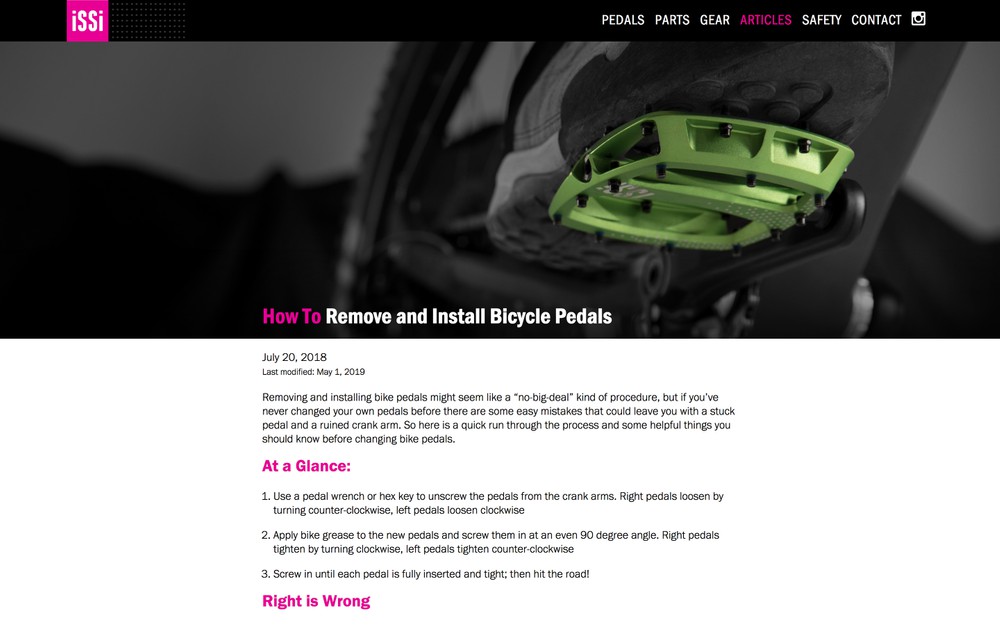 iSSi
PEDALS PARTS GEAR ARTICLES SAFETY CONTACT
How To Remove and Install Bicycle Pedals
July 20, 2018
Last modified: May 1, 2019
Removing and installing bike pedals might seem like a “no-big-deal” kind of procedure, but if you’ve
never changed your own pedals before there are some easy mistakes that could leave you with a stuck
pedal and a ruined crank arm. So here is a quick run through the process and some helpful things you
should know before changing bike pedals.
At a Glance:
1. Use a pedal wrench or hex key to unscrew the pedals from the crank arms. Right pedals loosen by
turning counter-clockwise, left pedals loosen clockwise
2. Apply bike grease to the new pedals and screw them in at an even 90 degree angle. Right pedals
tighten by turning clockwise, left pedals tighten counter-clockwise
3. Screw in until each pedal is fully inserted and tight; then hit the road!
Right is Wrong